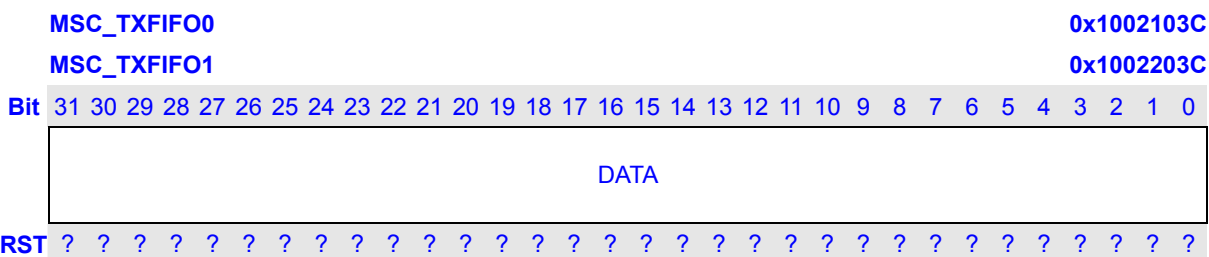 MSC_TXFIFO0 0x1002103C
MSC_TXFIFO1 0x1002203C
Bit 31 30 29 28 27 26 25 24 23 22 21 20 19 18 17 16 15 14 13 12 11 10 9 8 7 6 5 4 3 2 1 0
DATA
RST ? ? ? ? ? ? ? ? ? ? ? ? ? ? ? ? ? ? ? ? ? ? ? ? ? ? ? ? ? ? ? ?